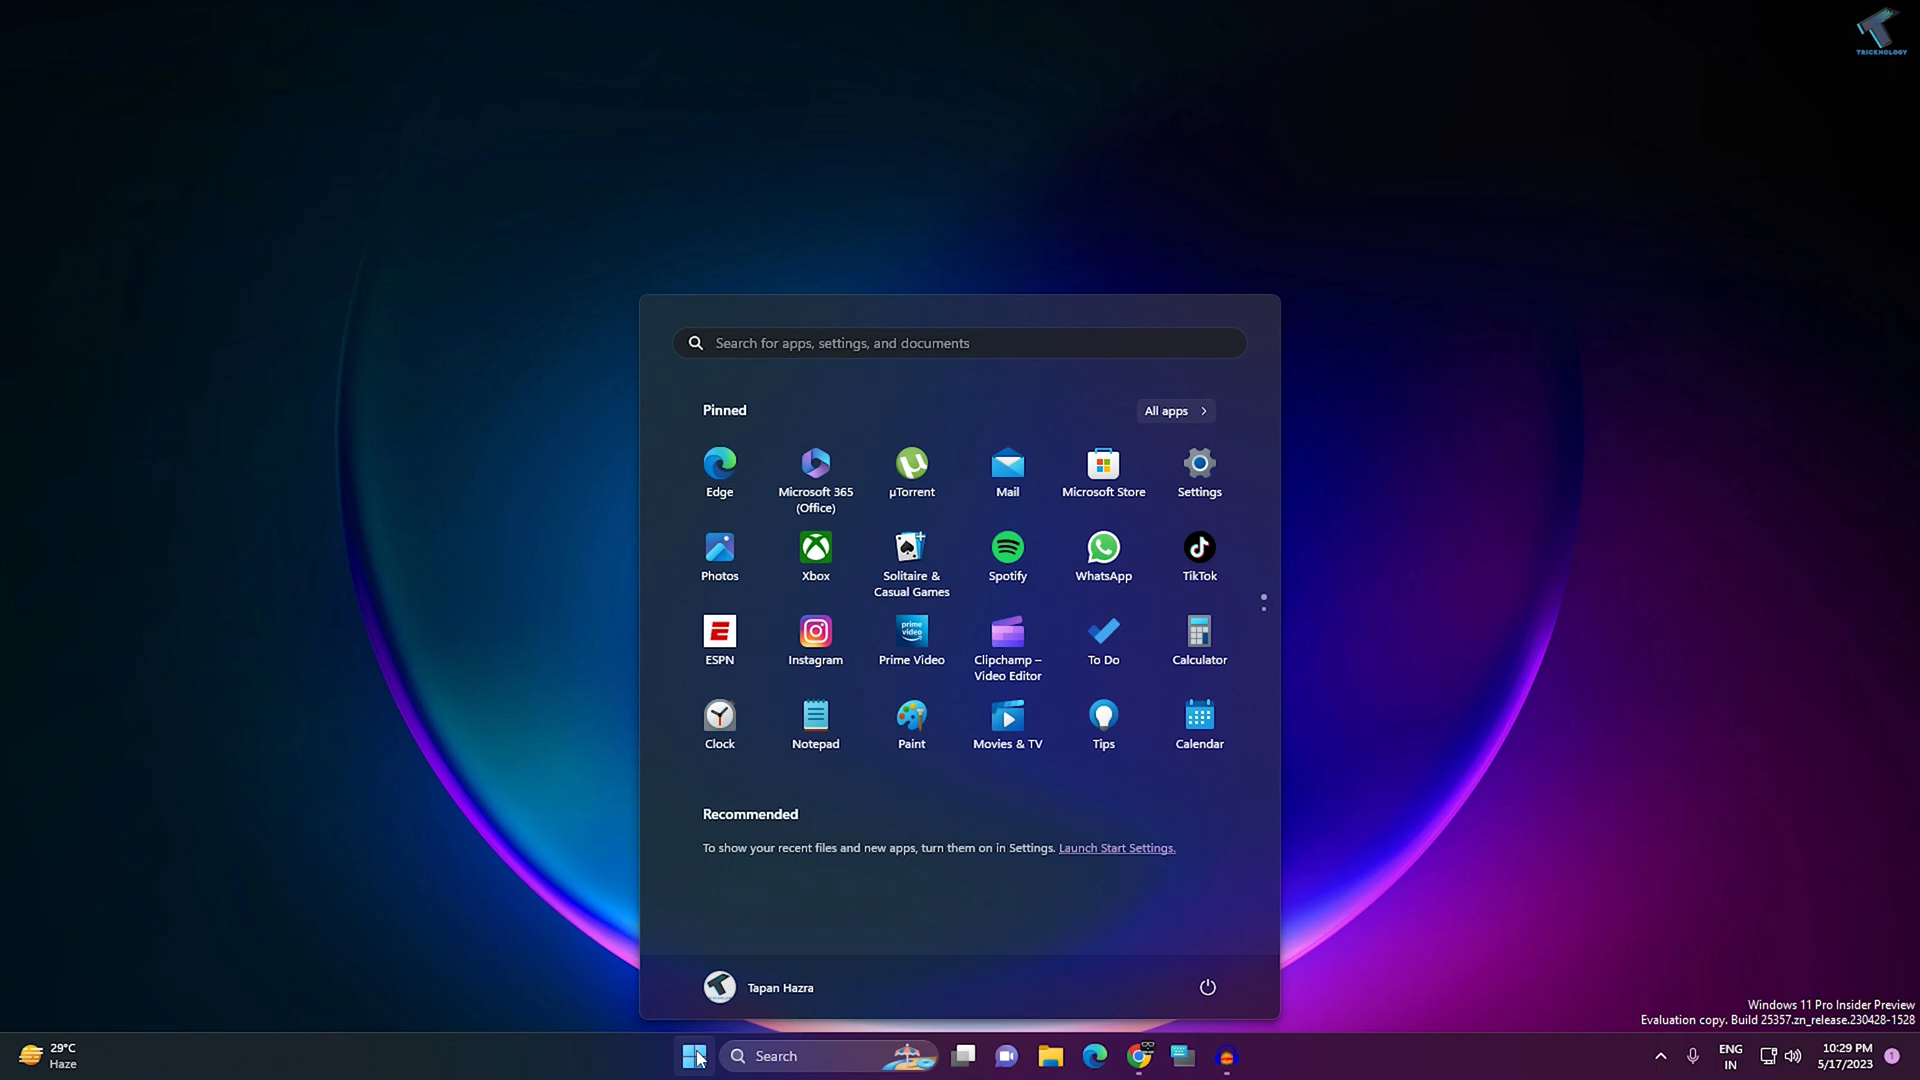 TRICKNOLOGY
Search for apps, settings, and documents
Pinned
All apps
Edge
Microsoft 365
(Office)
µTorrent
Mail
Microsoft Store
Settings
Photos
Xbox
Solitaire &
Casual Games
Spotify
WhatsApp
TikTok
ESPN
Instagram
prime
video
Prime Video
Clipchamp –
Video Editor
To Do
Calculator
Clock
Notepad
Paint
Movies & TV
Tips
Calendar
Recommended
To show your recent files and new apps, turn them on in Settings. Launch Start Settings.
Tapan Hazra
Windows 11 Pro Insider Preview
Evaluation copy. Build 25357.zn_release.230428-1528
29°C
Haze
Search
ENG
IN
10:29 PM
5/17/2023
1